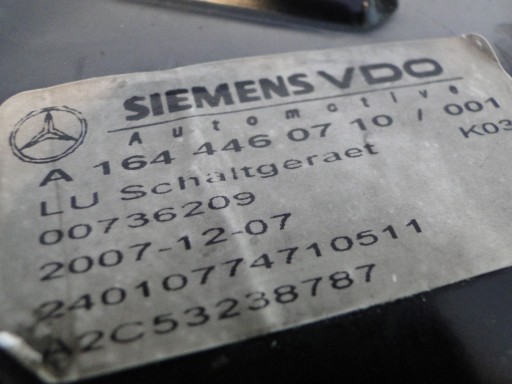 SIEMENS VDO
Automotive
A 164 446 07 10 / 001
K03
LU Schaltgeraet
00736209
2007-12-07
24010774710511
A2C53238787